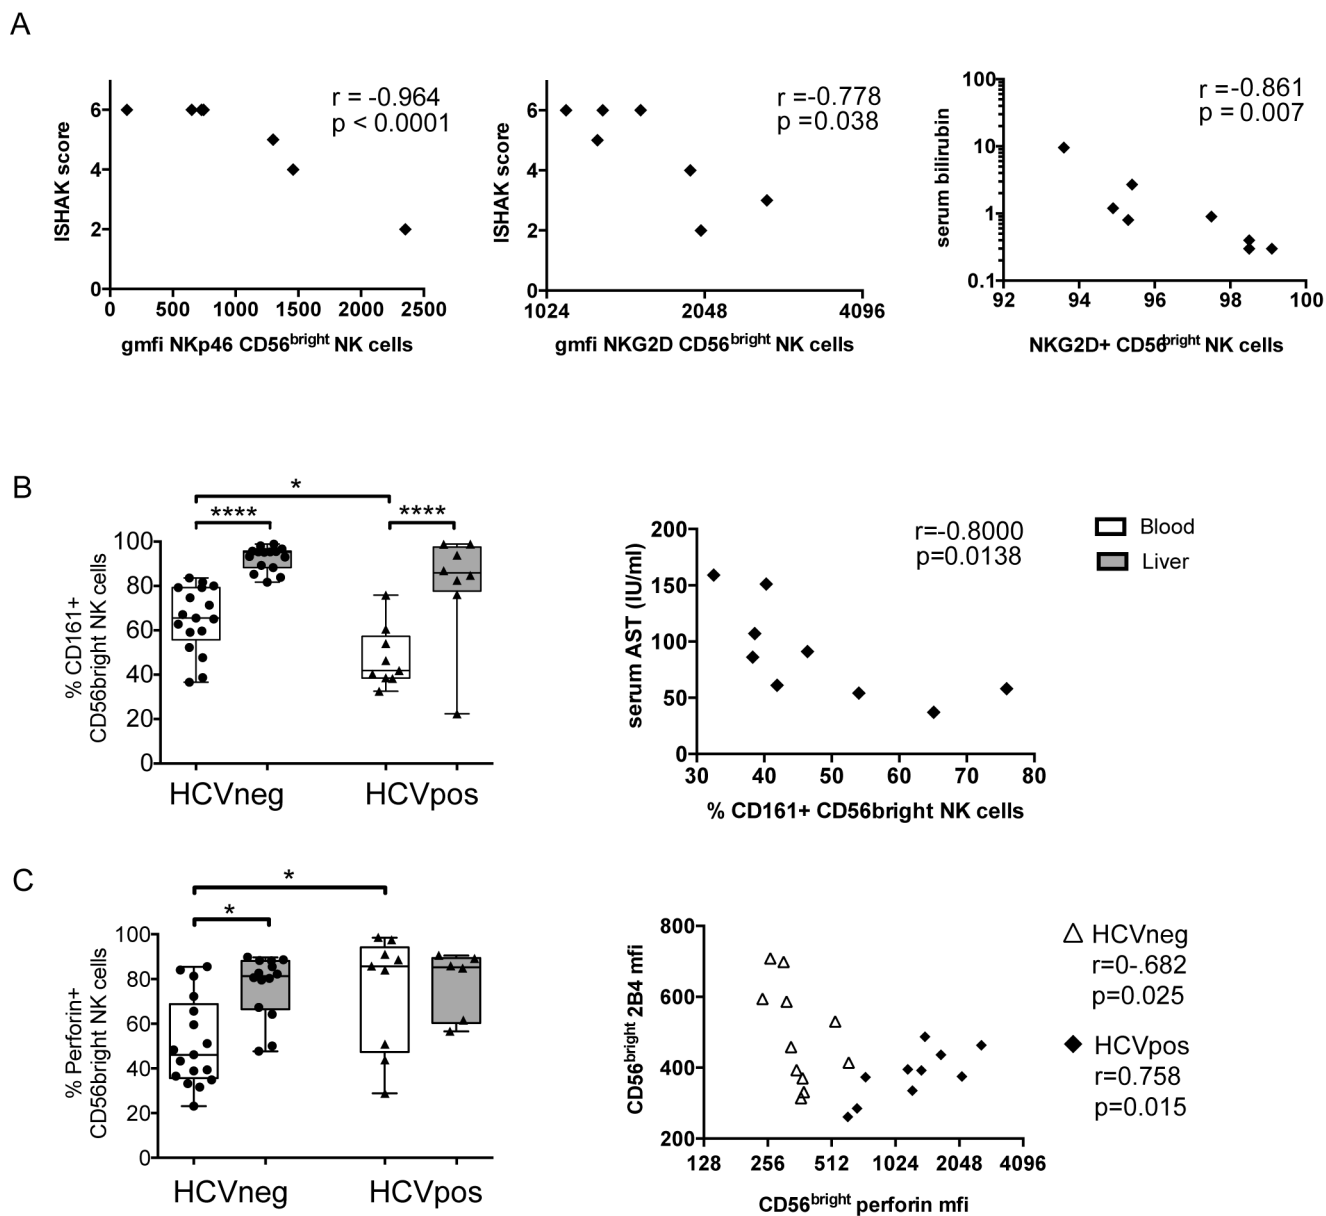 A
r = -0.964
p < 0.0001
6
4
2
0
ISHAK score
0 500 1000 1500 2000 2500
gmfi NKp46 CD56bright NK cells
r =-0.778
p =0.038
6
4
2
0
ISHAK score
1024 2048 4096
gmfi NKG2D CD56bright NK cells
r =-0.861
p = 0.007
100
10
1
0.1
serum bilirubin
92 94 96 98 100
NKG2D+ CD56bright NK cells
B
*
**** ****
100
80
60
40
20
0
% CD161+
CD56bright NK cells
HCVneg HCVpos
r=-0.8000
p=0.0138
200
150
100
50
0
serum AST (IU/ml)
30 40 50 60 70 80
% CD161+ CD56bright NK cells
Blood
Liver
C
*
*
100
80
60
40
20
0
% Perforin+
CD56bright NK cells
HCVneg HCVpos
800
600
400
200
CD56bright 2B4 mfi
128 256 512 1024 2048 4096
CD56bright perforin mfi
HCVneg
r=0-.682
p=0.025
HCVpos
r=0.758
p=0.015